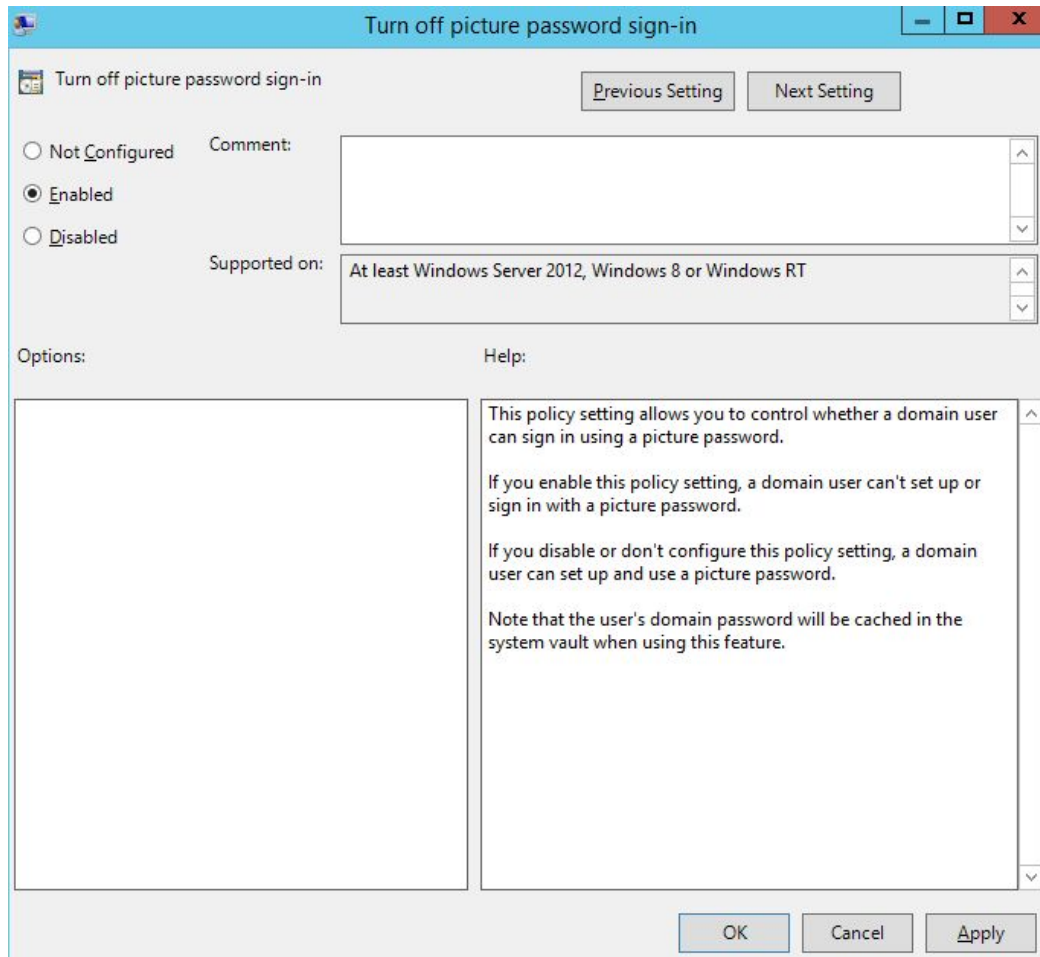 Turn off picture password sign-in
Turn off picture password sign-in
Previous Setting
Next Setting
Not Configured
Comment:
Enabled
Disabled
Supported on:
At least Windows Server 2012, Windows 8 or Windows RT
Options:
Help:
This policy setting allows you to control whether a domain user
can sign in using a picture password.
If you enable this policy setting, a domain user can't set up or
sign in with a picture password.
If you disable or don't configure this policy setting, a domain
user can set up and use a picture password.
Note that the user's domain password will be cached in the
system vault when using this feature.
OK
Cancel
Apply